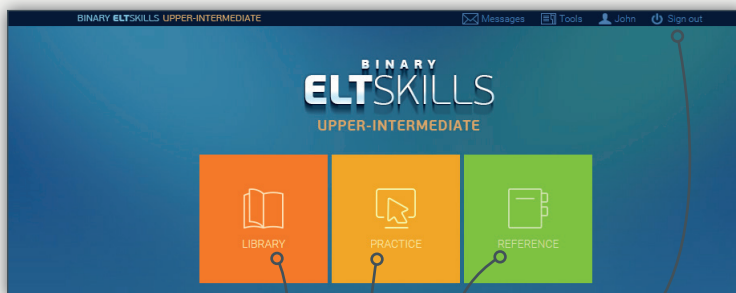 BINARY ELTSKILLS UPPER-INTERMEDIATE Messages Tools John Sign out
BINARY
ELTSKILLS
UPPER-INTERMEDIATE
LIBRARY PRACTICE REFERENCE